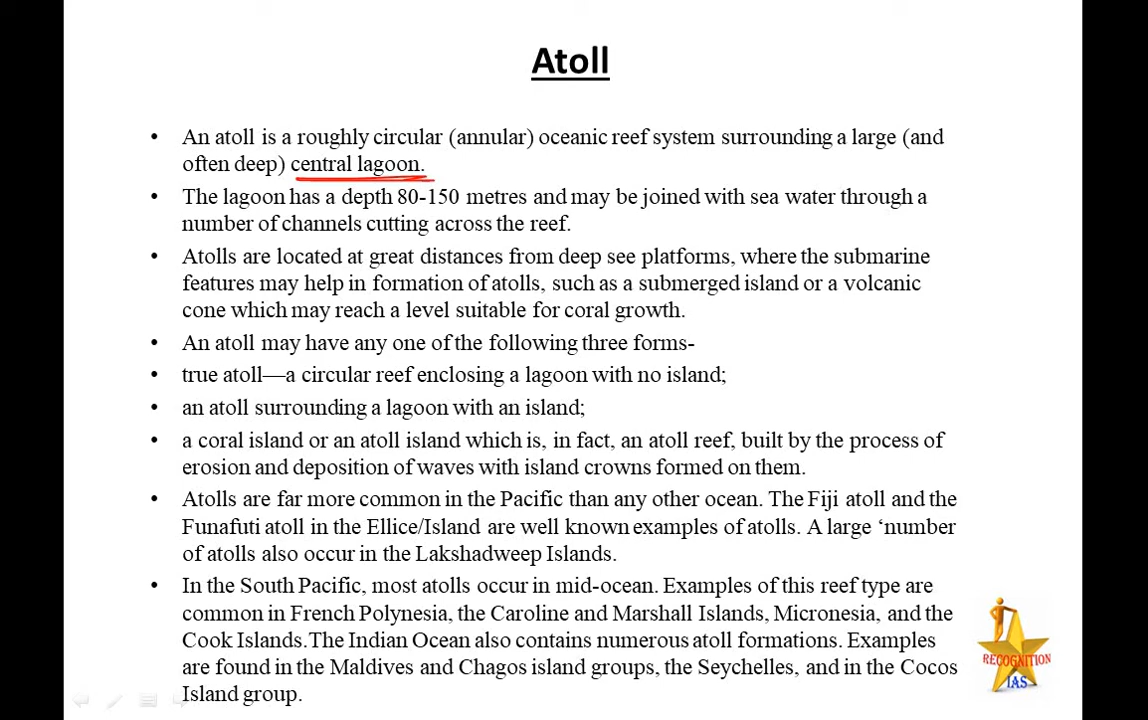 Atoll
• An atoll is a roughly circular (annular) oceanic reef system surrounding a large (and
often deep) central lagoon.
• The lagoon has a depth 80-150 metres and may be joined with sea water through a
number of channels cutting across the reef.
• Atolls are located at great distances from deep see platforms, where the submarine
features may help in formation of atolls, such as a submerged island or a volcanic
cone which may reach a level suitable for coral growth.
• An atoll may have any one of the following three forms-
• true atoll—a circular reef enclosing a lagoon with no island;
• an atoll surrounding a lagoon with an island;
• a coral island or an atoll island which is, in fact, an atoll reef, built by the process of
erosion and deposition of waves with island crowns formed on them.
• Atolls are far more common in the Pacific than any other ocean. The Fiji atoll and the
Funafuti atoll in the Ellice/Island are well known examples of atolls. A large ‘number
of atolls also occur in the Lakshadweep Islands.
• In the South Pacific, most atolls occur in mid-ocean. Examples of this reef type are
common in French Polynesia, the Caroline and Marshall Islands, Micronesia, and the
Cook Islands.The Indian Ocean also contains numerous atoll formations. Examples
are found in the Maldives and Chagos island groups, the Seychelles, and in the Cocos
Island group.
RECOGNITION
IAS